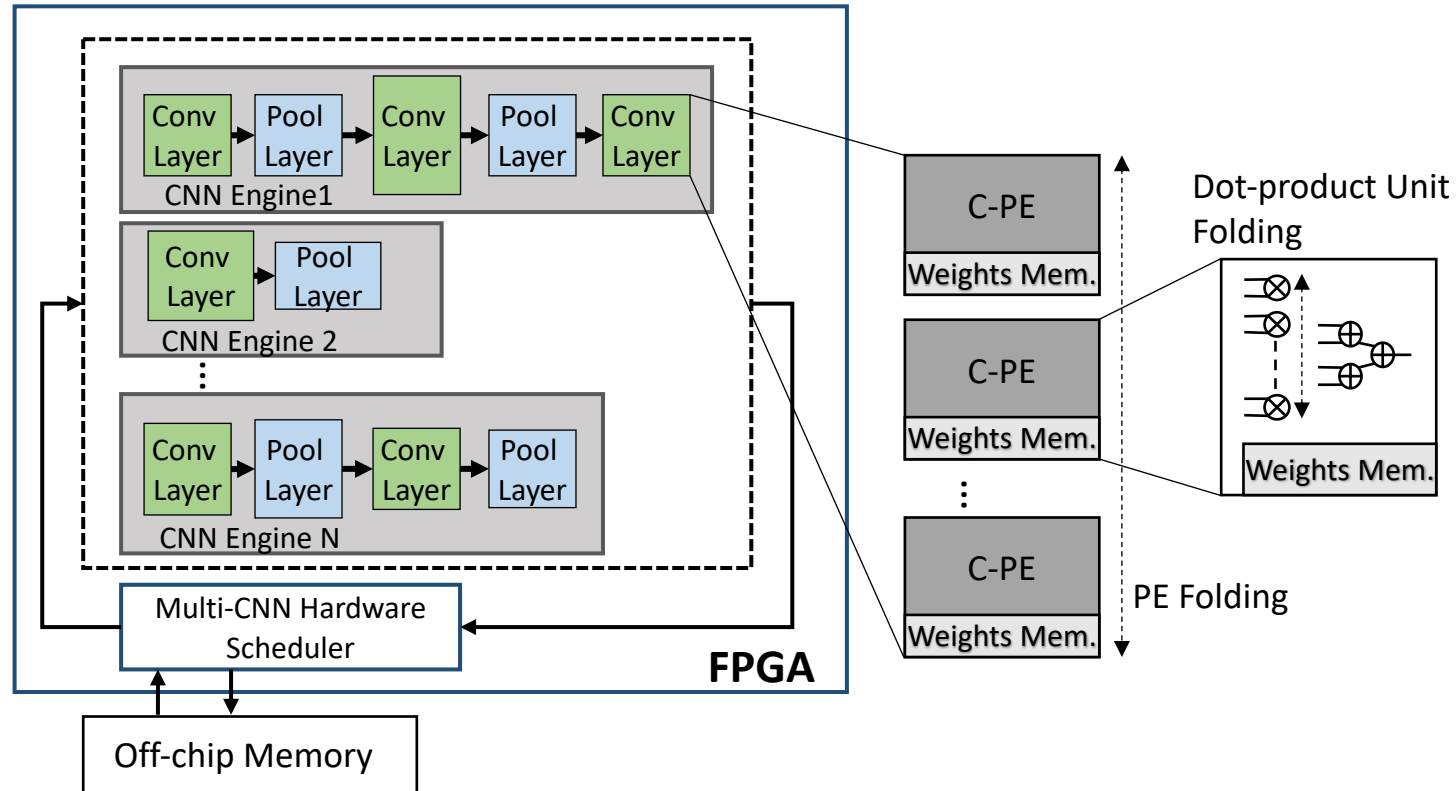 Conv
Layer
Pool
Layer
Conv
Layer
Pool
Layer
Conv
Layer
CNN Engine1
Conv
Layer
Pool
Layer
CNN Engine 2
Conv
Layer
Pool
Layer
Conv
Layer
Pool
Layer
CNN Engine N
Multi-CNN Hardware
Scheduler
FPGA
Off-chip Memory
C-PE
Weights Mem.
C-PE
Weights Mem.
C-PE
Weights Mem.
PE Folding
Dot-product Unit
Folding
Weights Mem.